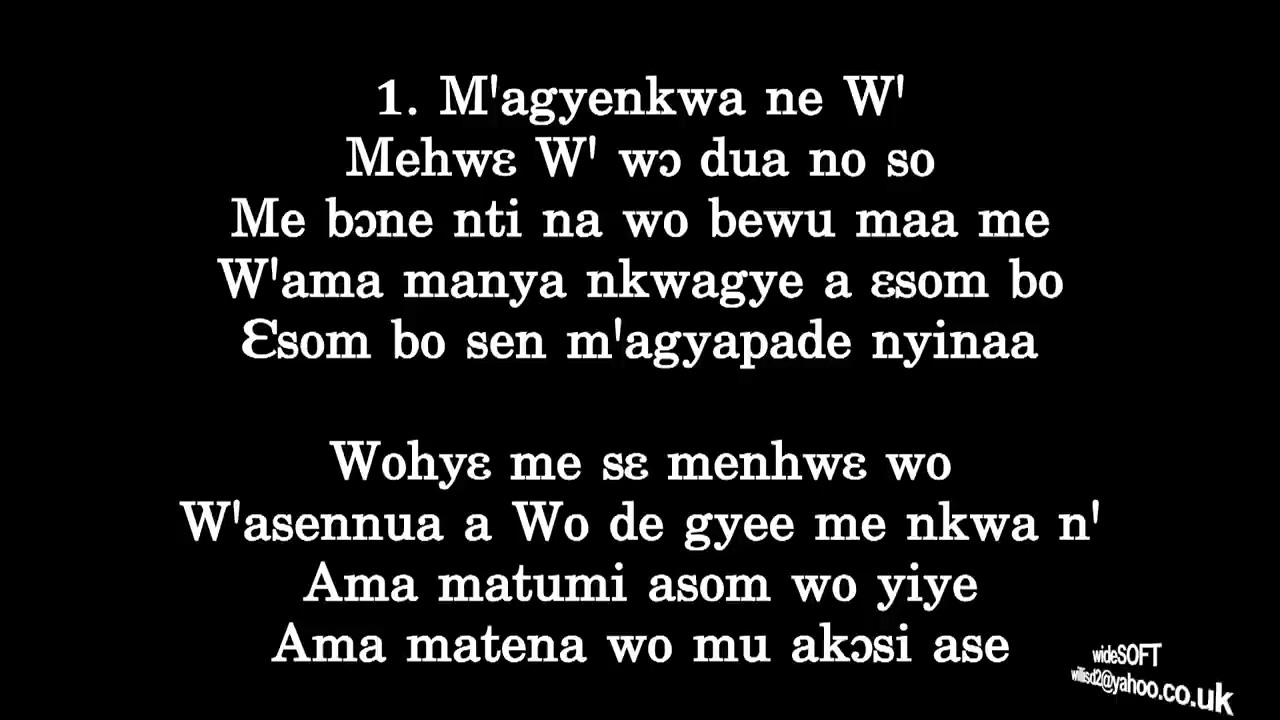 1. M'agyenkwa ne W'
Mehwɛ W' wɔ dua no so
Me bɔne nti na wo bewu maa me
W'ama manya nkwagye a ɛsom bo
Ɛsom bo sen m'agyapade nyinaa
Wohyɛ me sɛ menhwɛ wo
W'asennua a Wo de gyee me nkwa n'
Ama matumi asom wo yiye
Ama matena wo mu akɔsi ase
wideSOFT
willisd2@yahoo.co.uk